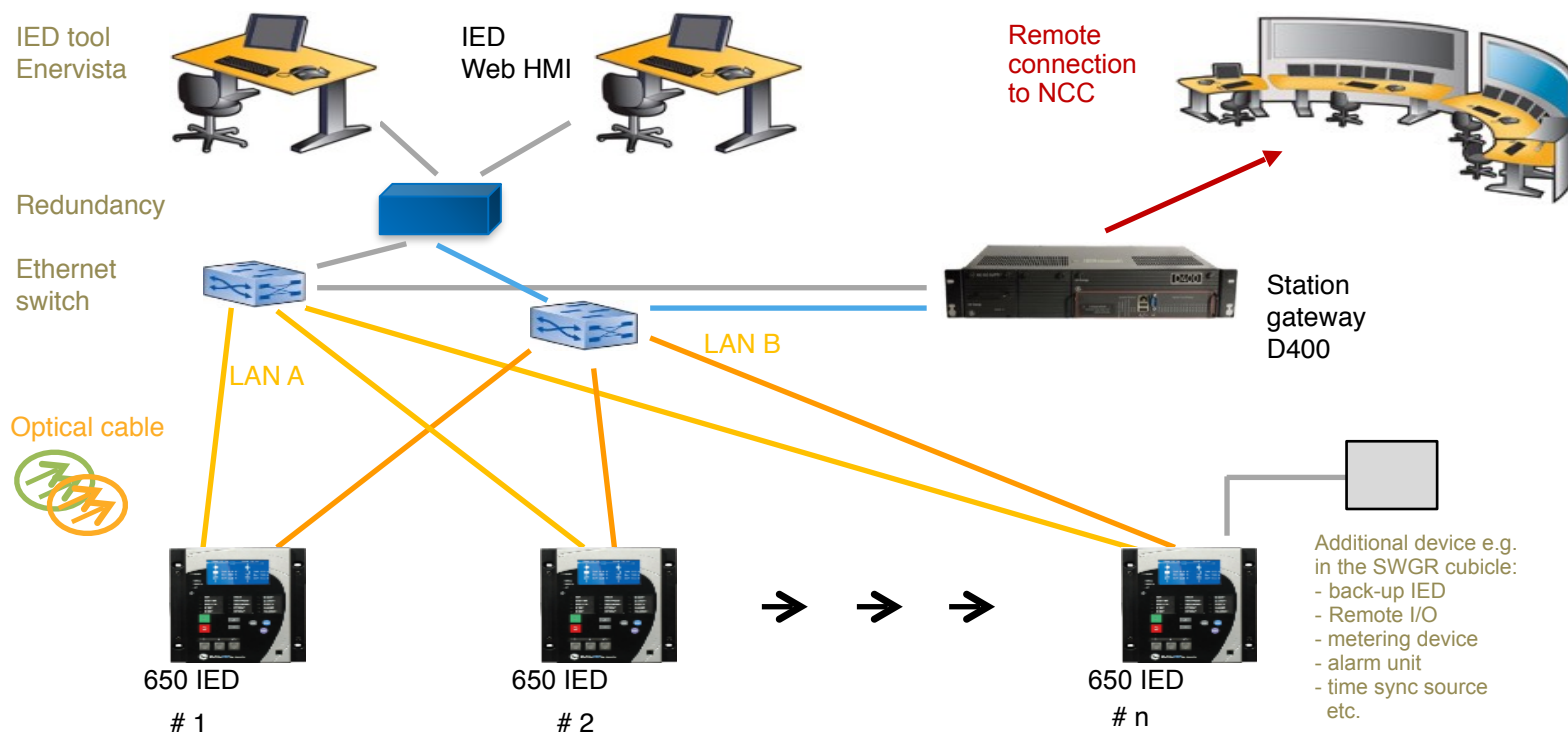 IED tool
Enervista
IED
Web HMI
Remote
connection
to NCC
Redundancy
Ethernet
switch
D400
Station
gateway
D400
LAN A
LAN B
Optical cable
650 IED
# 1
650 IED
# 2
650 IED
# n
Additional device e.g.
in the SWGR cubicle:
- back-up IED
- Remote I/O
- metering device
- alarm unit
- time sync source
etc.